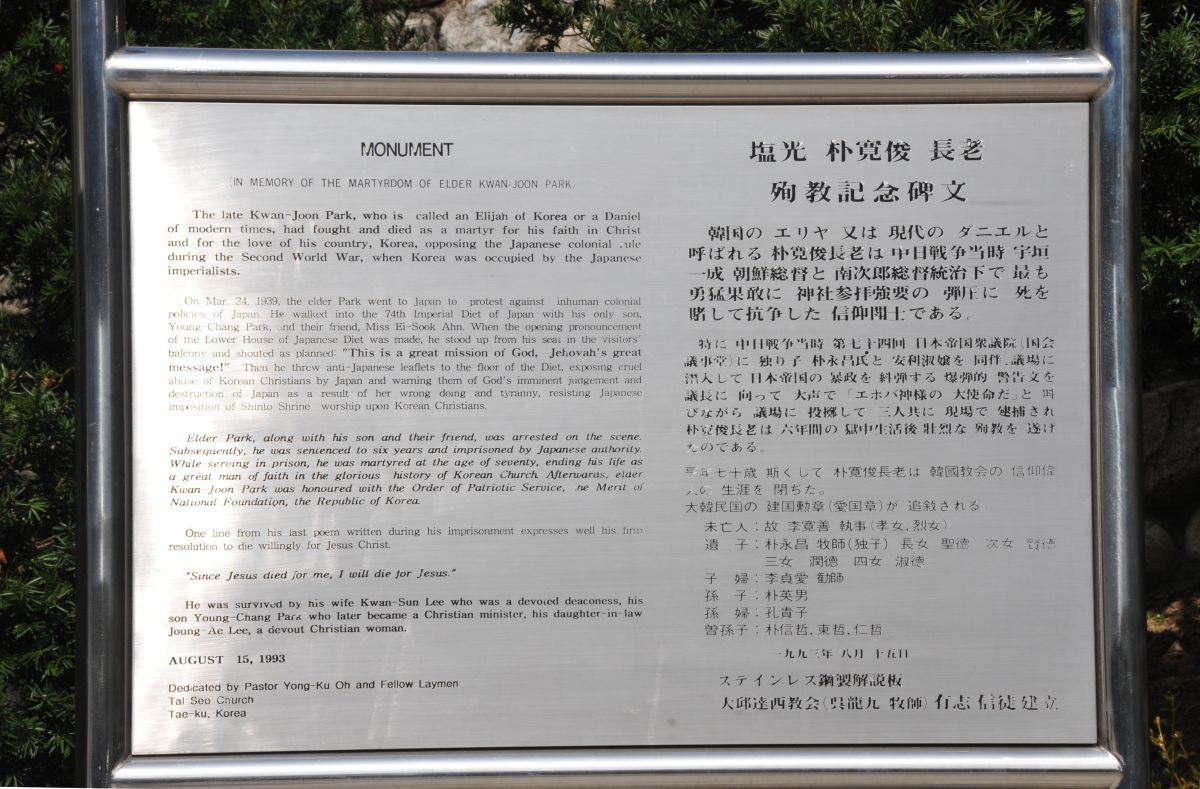 MONUMENT
(IN MEMORY OF THE MARTYRDOM OF ELDER KWAN-JOON PARK)
The late Kwan-Joon Park, who is called an Elijah of Korea or a Daniel
of modern times, had fought and died as a martyr for his faith in Christ
and for the love of his country, Korea, opposing the Japanese colonial rule
during the Second World War, when Korea was occupied by the Japanese
imperialists.
On Mar. 24, 1939, the elder Park went to Japan to protest against inhuman colonial
policies of Japan. He walked into the 74th Imperial Diet of Japan with his only son,
Young-Chang Park, and their friend, Miss Ei-Sook Ahn. When the opening pronouncement
of the Lower House of Japanese Diet was made, he stood up from his seat in the visitors'
balcony and shouted as planned: "This is a great mission of God, Jehovah's great
message!" Then he threw anti-Japanese leaflets to the floor of the Diet, exposing cruel
abuse of Korean Christians by Japan and warning them of God's imminent judgement and
destruction of Japan as a result of her wrong doing and tyranny, resisting Japanese
imposition of Shinto Shrine worship upon Korean Christians.
Elder Park, along with his son and their friend, was arrested on the scene.
Subsequently, he was sentenced to six years and imprisoned by Japanese authority.
While serving in prison, he was martyred at the age of seventy, ending his life as
a great man of faith in the glorious history of Korean Church. Afterwards, elder
Kwan-Joon Park was honoured with the Order of Patriotic Service, the Merit of
National Foundation, the Republic of Korea.
One line from his last poem written during his imprisonment expresses well his firm
resolution to die willingly for Jesus Christ.
"Since Jesus died for me, I will die for Jesus."
He was survived by his wife Kwan-Sun Lee who was a devoted deaconess, his
son Young-Chang Park who later became a Christian minister, his daughter-in-law
Joung-Ae Lee, a devout Christian woman.
AUGUST 15, 1993
Dedicated by Pastor Yong-Ku Oh and Fellow Laymen
Tal Seo Church
Tae-ku, Korea
塩光 朴寛俊 長老
殉教記念碑文
韓国の エリヤ 又は 現代の ダニエルと
呼ばれる 朴寛俊長老は 中日戦争当時 宇垣
一成 朝鮮総督と 南次郎総督統治下で 最も
勇猛果敢に 神社参拝強要の 弾圧に 死を
賭して抗争した 信仰闘士である。
特に 中日戦争当時 第七十四回 日本帝国衆議院(国会
議事堂)に 独り子 朴永昌氏と 安利淑嬢を 同伴、議場に
潜入して 日本帝国の 暴政を 糾弾する 爆弾的 警告文を
議長に 向って 大声で「エホバ神様の 大使命だ」と 叫
びながら 議場に 投擲して 三人共に 現場で 逮捕され
朴寛俊長老は 六年間の 獄中生活後 壮烈な 殉教を 遂げ
たのである。
享年七十歳 斯くして 朴寛俊長老は 韓國教会の 信仰偉
人の 生涯を 閉ぢた。
大韓民国の 建国勲章(愛国章)が 追敘される
未亡人：故 李寛善 執事(孝女、烈女)
遺 子：朴永昌 牧師(独子) 長女 聖徳 次女 賢徳
三女 潤徳 四女 淑徳
子 婦：李貞愛 勧師
孫 子：朴英男
孫 婦：孔貴子
曽孫子：朴信哲、東哲、仁哲
一九九三年 八月 十五日
ステインレス鋼製解説板
大邱達西教会(呉龍九 牧師) 有志信徒建立